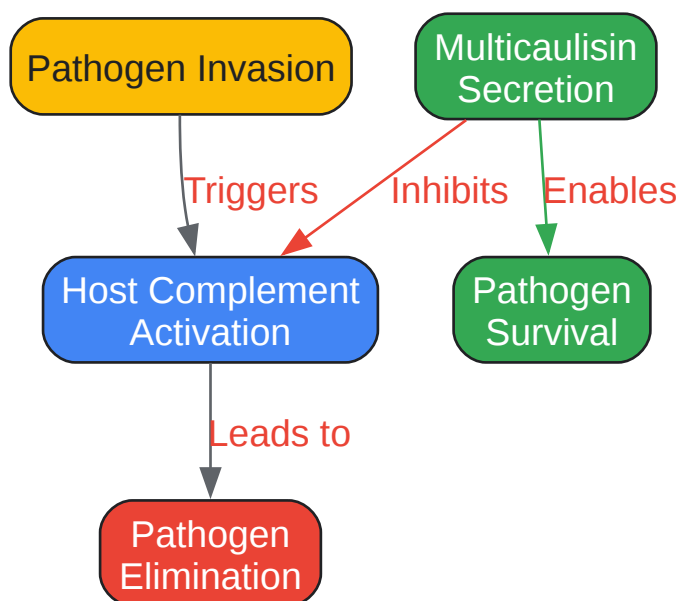 Pathogen Invasion
Multicaulisin
Secretion
Triggers
Inhibits
Enables
Host Complement
Activation
Pathogen
Survival
Leads to
Pathogen
Elimination